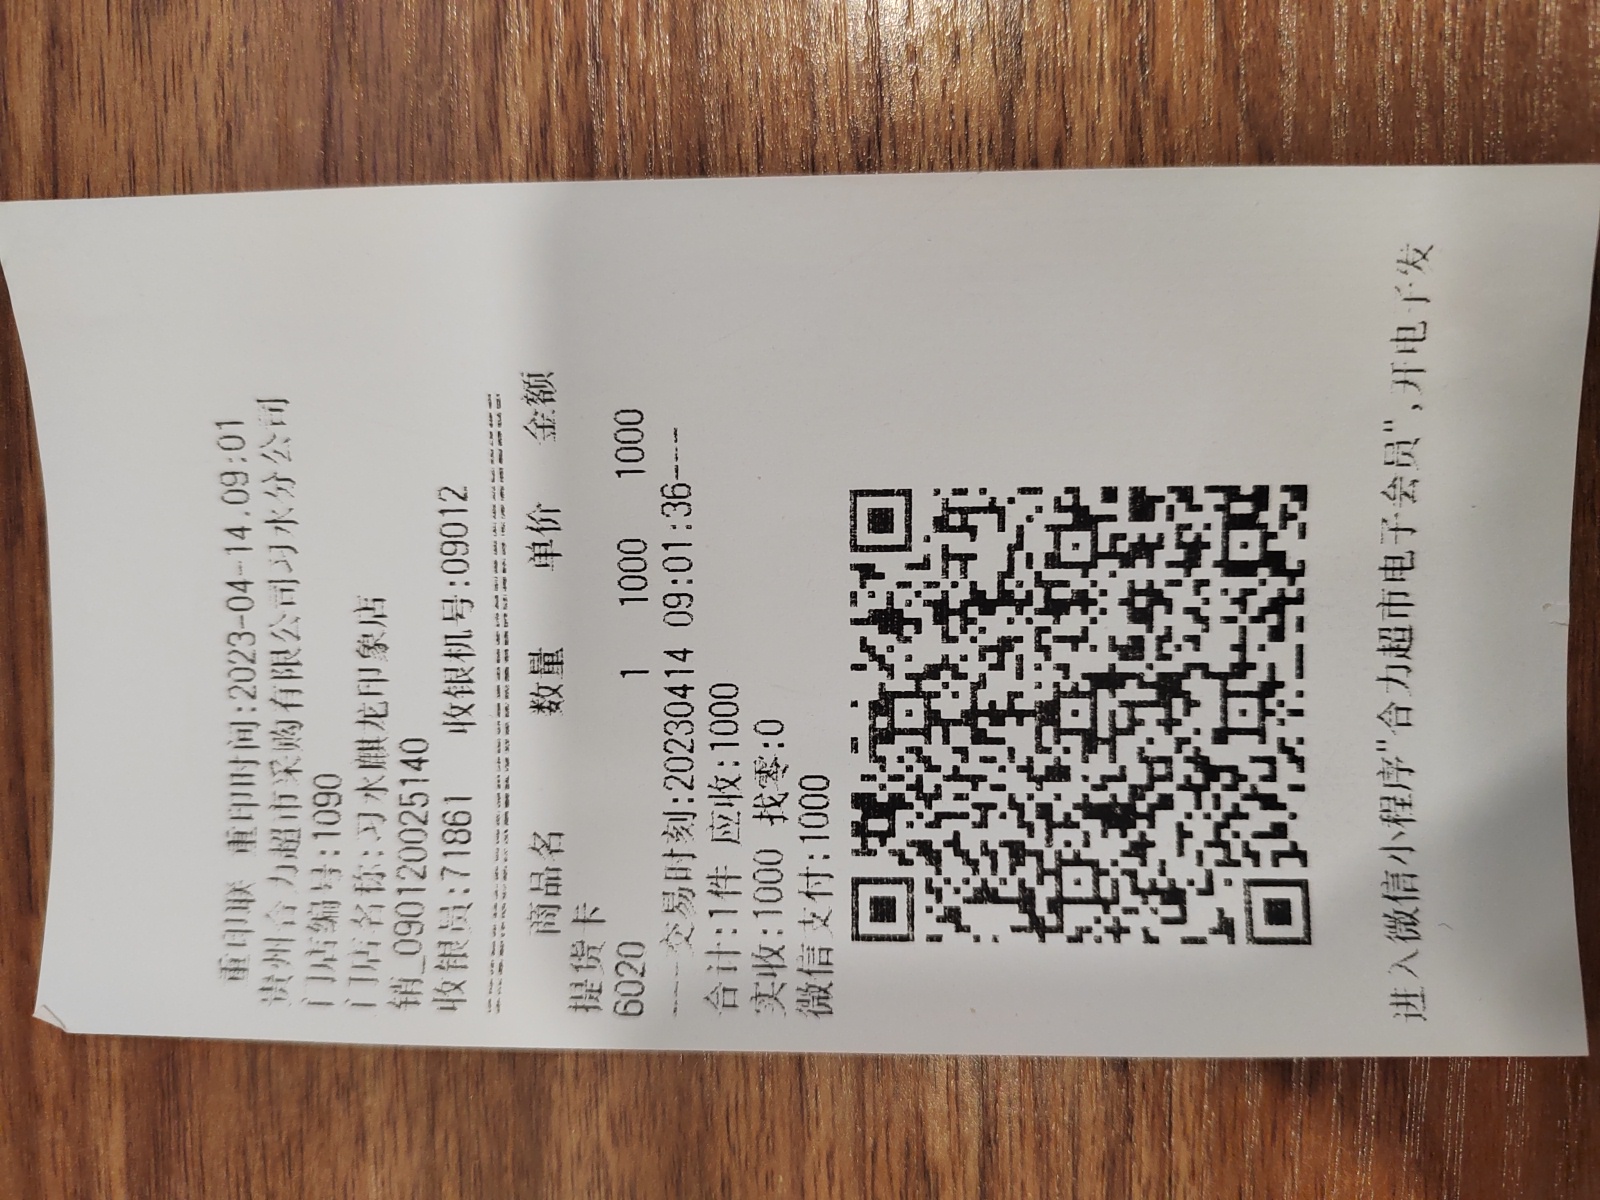 重印联 重印时间:2023-04-14.09:01
贵州合力超市采购有限公司习水分公司
门店编号:1090
门店名称:习水麒龙印象店
销_090120025140
收银员:71861 收银机号:09012
商品名 数量 单价 金额
提货卡
6020 1 1000 1000
----交易时刻:20230414 09:01:36----
合计:1件 应收:1000
实收:1000 找零:0
微信支付:1000
进入微信小程序"合力超市电子会员",开电子发